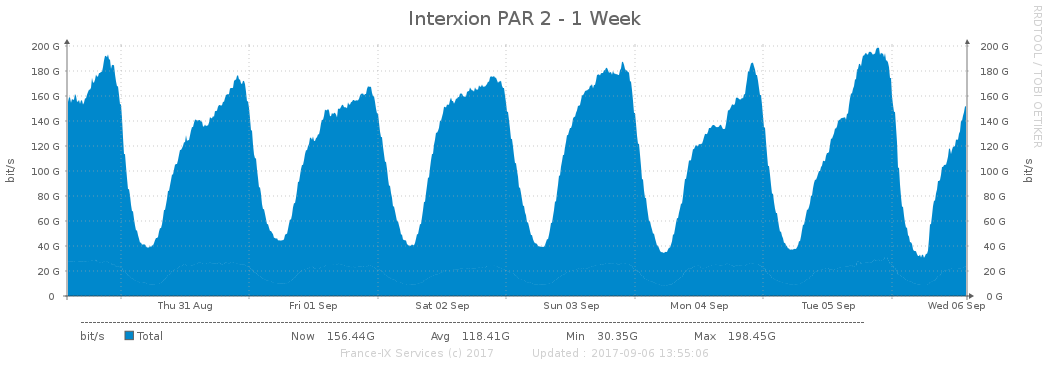 Interxion PAR 2 - 1 Week
RRDTOOL / TOBI OETIKER
200 G 200 G
180 G 180 G
160 G 160 G
140 G 140 G
120 G 120 G
100 G 100 G
80 G 80 G
60 G 60 G
40 G 40 G
20 G 20 G
0 0 G
bit/s bit/s
Thu 31 Aug Fri 01 Sep Sat 02 Sep Sun 03 Sep Mon 04 Sep Tue 05 Sep Wed 06 Sep
bit/s Total Now 156.44G Avg 118.41G Min 30.35G Max 198.45G
France-IX Services (c) 2017 Updated : 2017-09-06 13:55:06